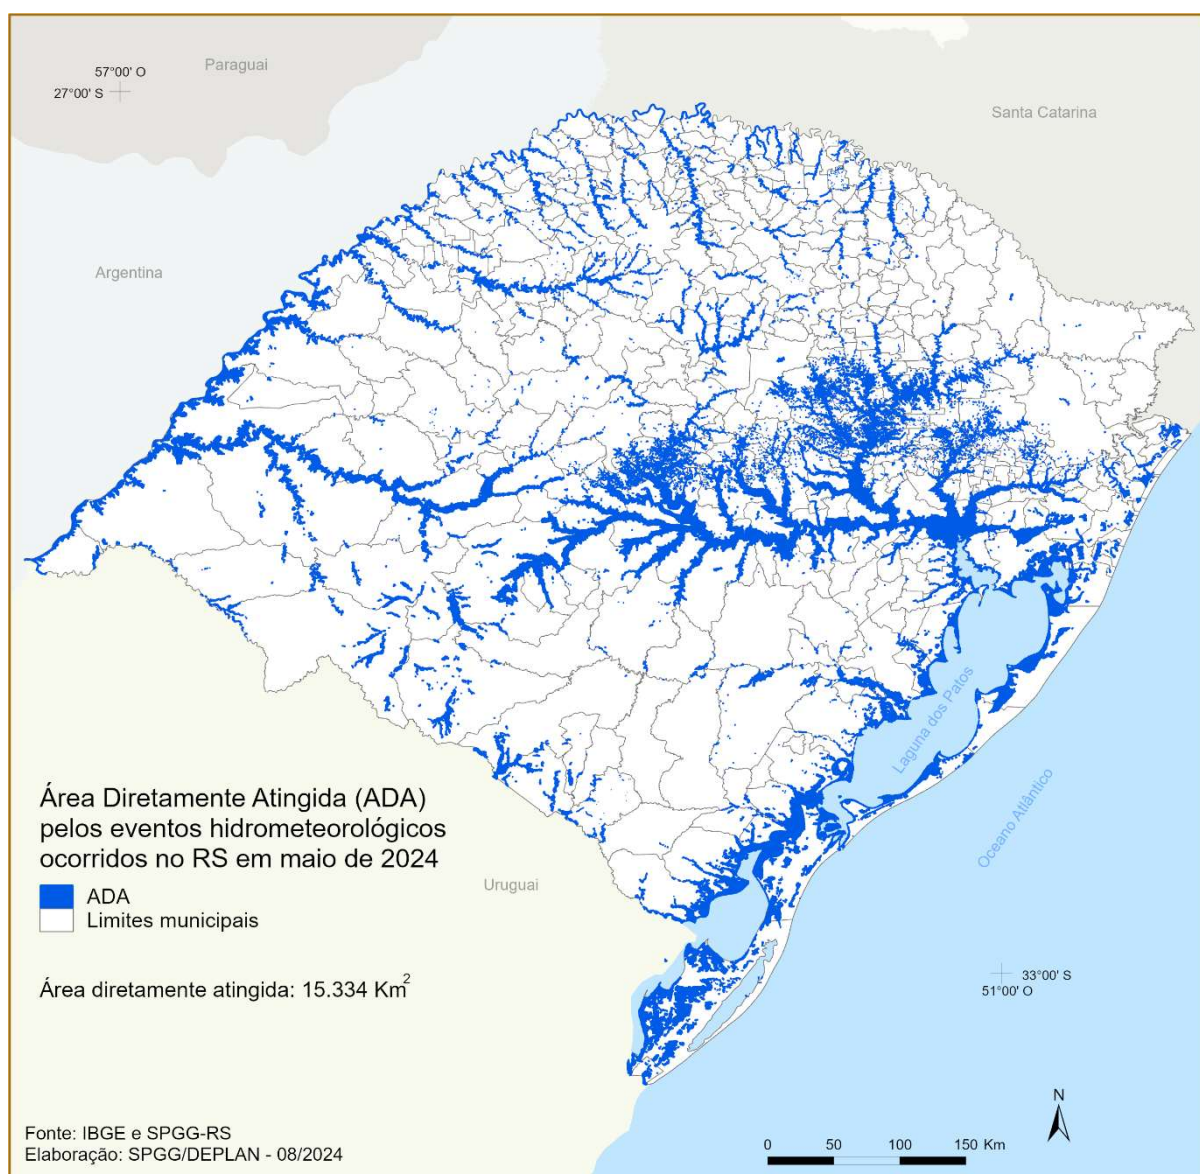 Paraguai
57°00' O
27°00' S
Santa Catarina
Argentina
Laguna dos Patos
Oceano Atlântico
Área Diretamente Atingida (ADA)
pelos eventos hidrometeorológicos
ocorridos no RS em maio de 2024
ADA
Limites municipais
Uruguai
Área diretamente atingida: 15.334 Km²
33°00' S
51°00' O
N
0 50 100 150 Km
Fonte: IBGE e SPGG-RS
Elaboração: SPGG/DEPLAN - 08/2024